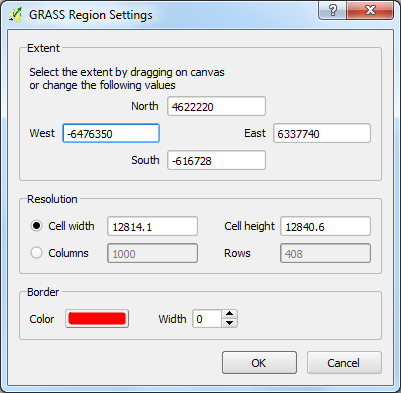 GRASS Region Settings
Extent
Select the extent by dragging on canvas
or change the following values
North 4622220
West -6476350 East 6337740
South -616728
Resolution
Cell width 12814.1 Cell height 12840.6
Columns 1000 Rows 408
Border
Color Width 0
OK Cancel